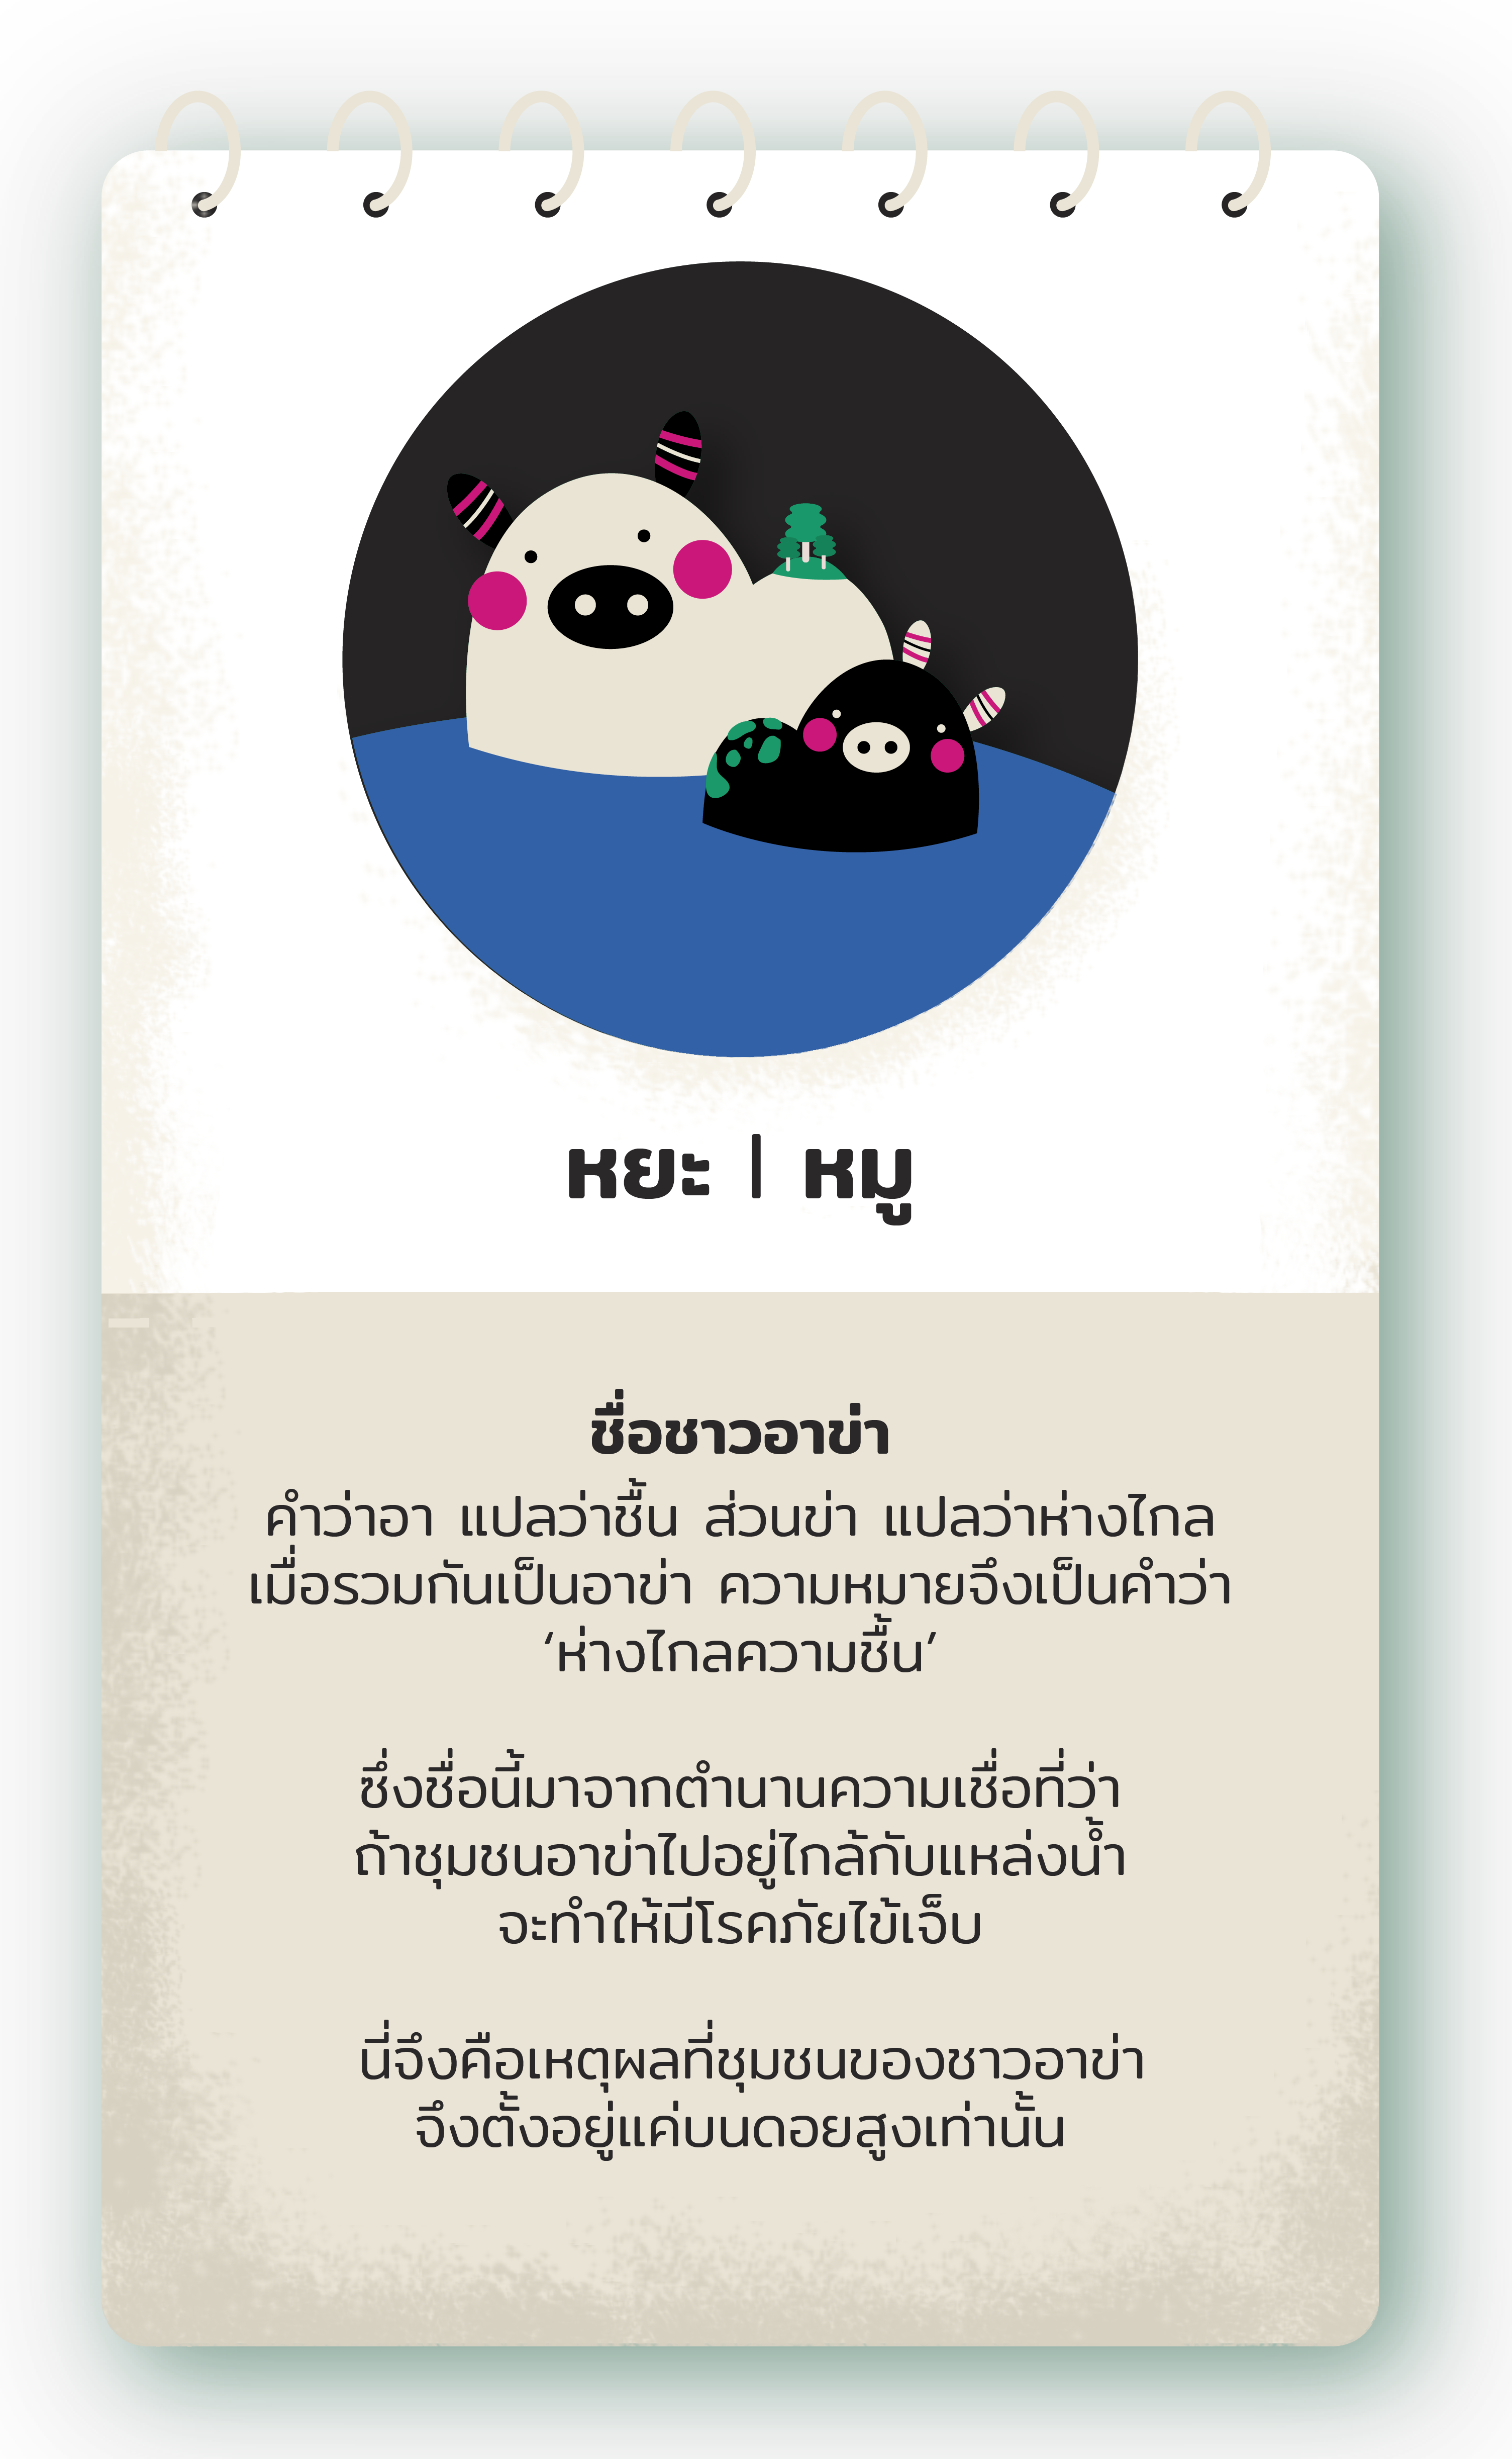 หยะ | หมู
ชื่อชาวอาข่า
คำว่าอา แปลว่าชื้น ส่วนข่า แปลว่าห่างไกล
เมื่อรวมกันเป็นอาข่า ความหมายจึงเป็นคำว่า
‘ห่างไกลความชื้น’
ซึ่งชื่อนี้มาจากตำนานความเชื่อที่ว่า
ถ้าชุมชนอาข่าไปอยู่ใกล้กับแหล่งน้ำ
จะทำให้มีโรคภัยไข้เจ็บ
นี่จึงคือเหตุผลที่ชุมชนของชาวอาข่า
จึงตั้งอยู่แค่บนดอยสูงเท่านั้น